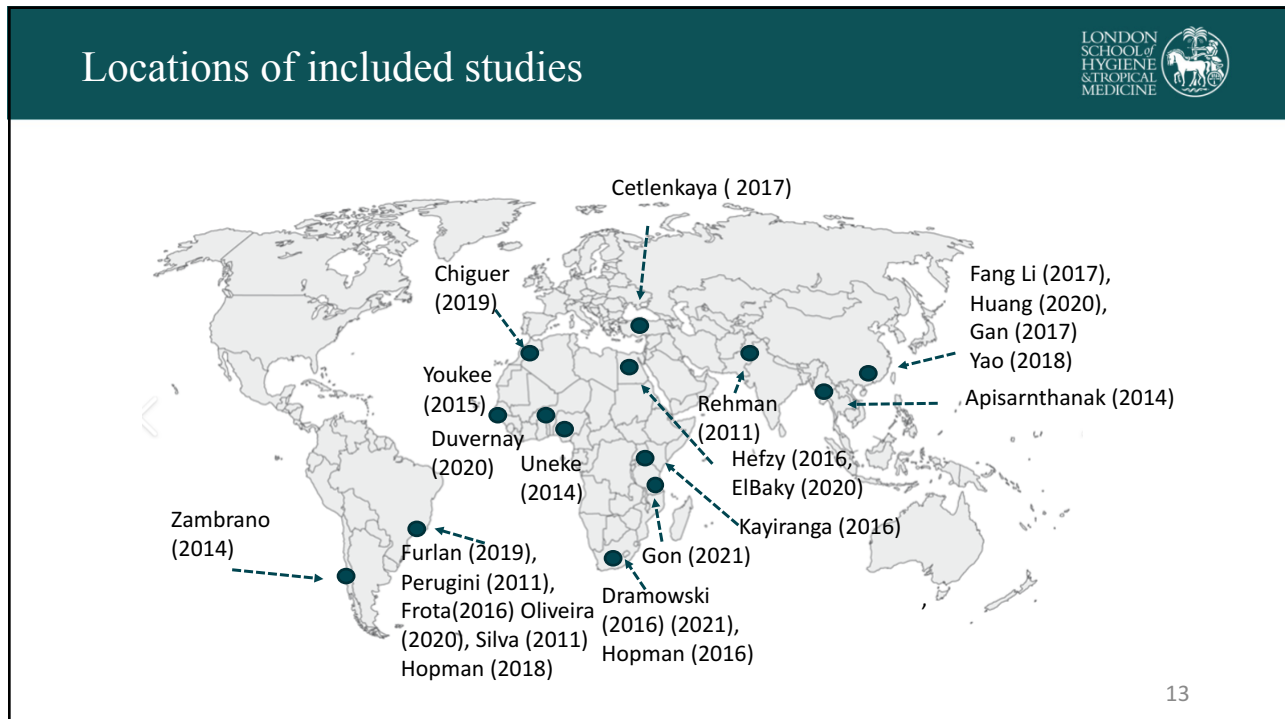 Locations of included studies
LONDON
SCHOOL of
HYGIENE
& TROPICAL
MEDICINE
Cetlenkaya ( 2017)
Chiguer
(2019)
Fang Li (2017),
Huang (2020),
Gan (2017)
Yao (2018)
Youkee
(2015)
Duvernay
(2020)
Uneke
(2014)
Rehman
(2011)
Apisarnthanak (2014)
Hefzy (2016,
ElBaky (2020)
Kayiranga (2016)
Gon (2021)
Zambrano
(2014)
Furlan (2019),
Perugini (2011),
Frota(2016) Oliveira
(2020), Silva (2011)
Hopman (2018)
Dramowski
(2016) (2021),
Hopman (2016)
,
13